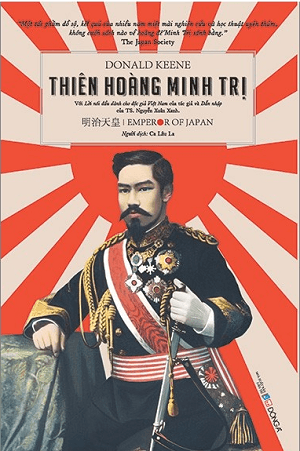 "Một tác phẩm đồ sộ, kết quả của nhiều năm miệt mài nghiên cứu và học thuật uyên thâm,
không cuốn sách nào về hoàng đế Minh Trị sánh bằng."
The Japan Society
DONALD KEENE
THIÊN HOÀNG MINH TRỊ
Với Lời nói đầu dành cho độc giả Việt Nam của tác giả và Dẫn nhập
của TS. Nguyễn Xuân Xanh.
明治天皇 | EMPEROR OF JAPAN
Người dịch: Ca Lâu La
ĐÔNG A